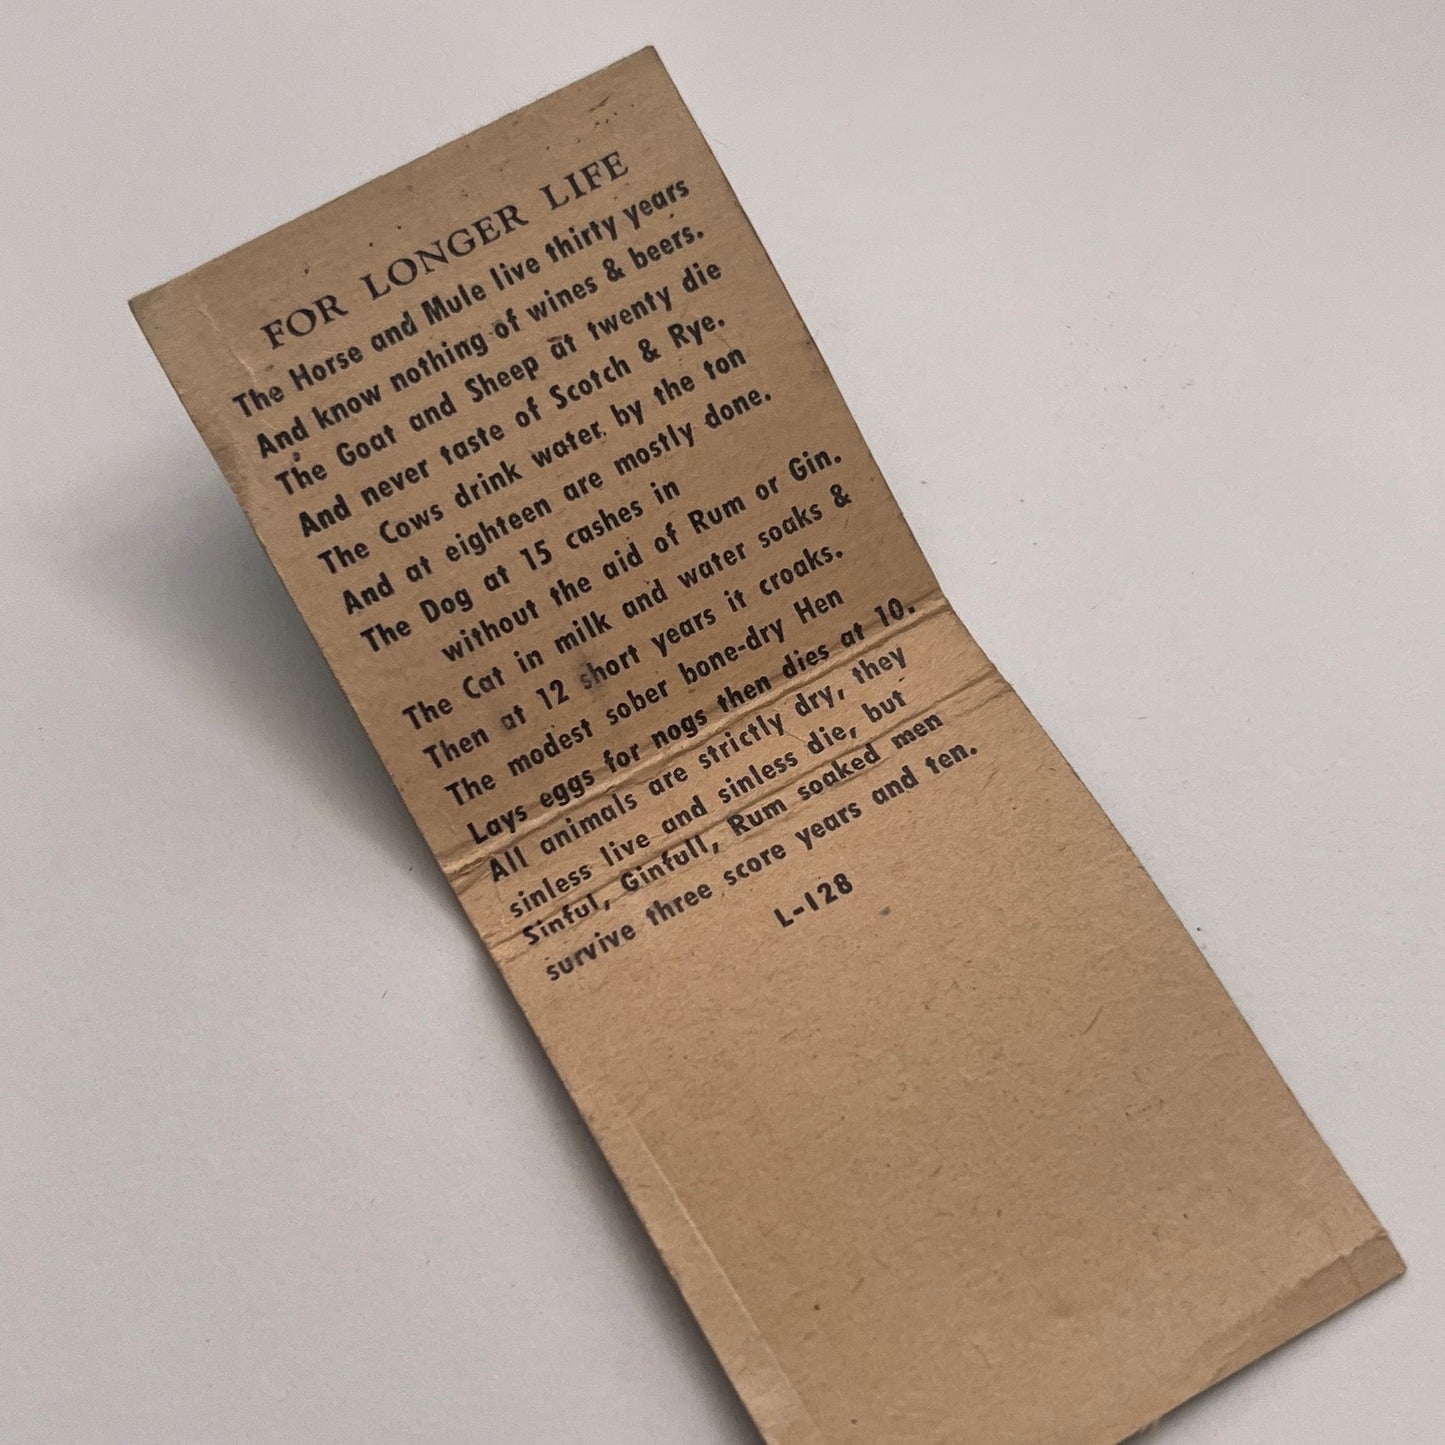 FOR LONGER LIFE
The Horse and Mule live thirty years
And know nothing of wines & beers.
The Goat and Sheep at twenty die
And never taste of Scotch & Rye.
The Cows drink water by the ton
And at eighteen are mostly done.
The Dog at 15 cashes in
without the aid of Rum or Gin.
The Cat in milk and water soaks &
Then at 12 short years it croaks.
The modest sober bone-dry Hen
Lays eggs for nogs then dies at 10.
All animals are strictly dry, they
sinless live and sinless die, but
Sinful, Ginfull, Rum soaked men
survive three score years and ten.
L-128